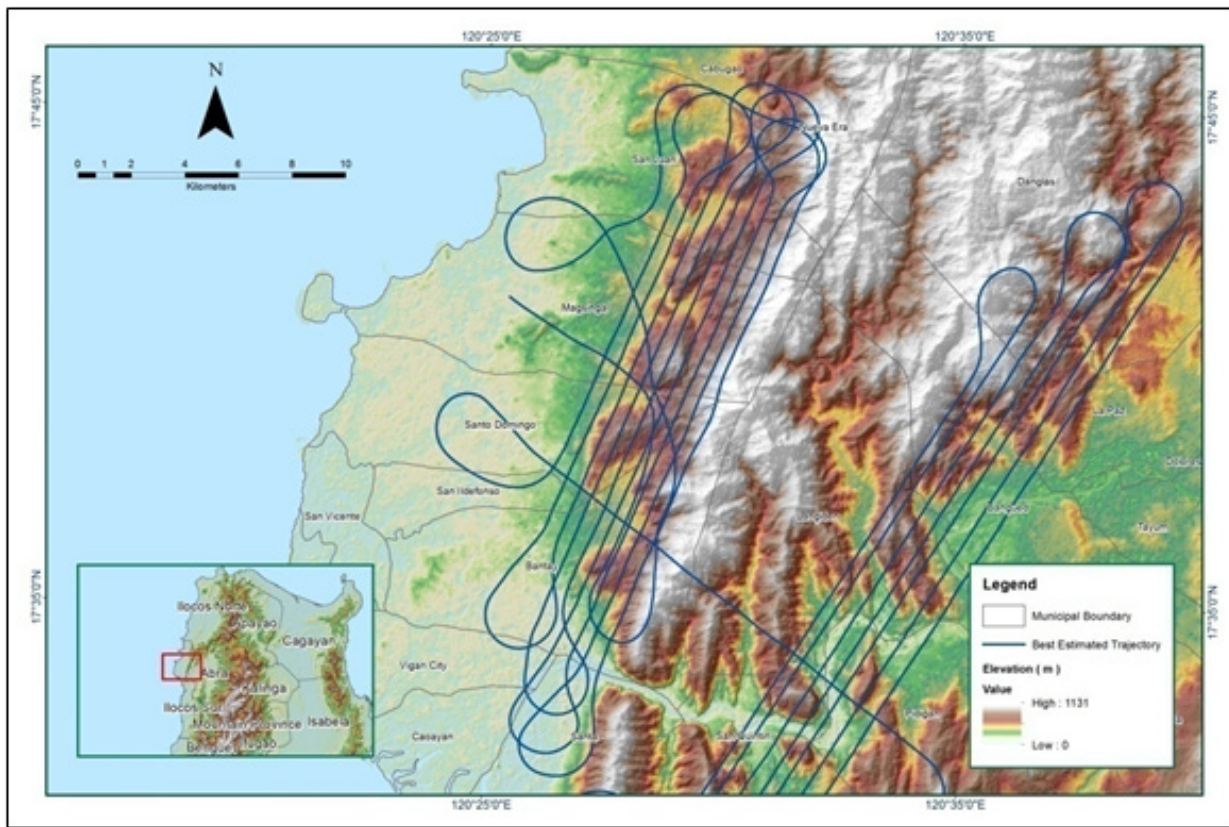 120°25'0"E
120°35'0"E
17°45'0"N
17°45'0"N
N
0 1 2 4 6 8 10
Kilometers
Cabugao
Nueva Era
San Juan
Danglas
Magsingal
La Paz
Santo Domingo
San Ildefonso
San Vicente
Langiden
Bangued
Tayum
Bantay
17°35'0"N
17°35'0"N
Vigan City
Caoayan
Santa
San Quintin
Ilocos Norte
Apayao
Cagayan
Abra
Kalinga
Ilocos Sur
Mountain Province
Isabela
Ifugao
Benguet
Legend
Municipal Boundary
Best Estimated Trajectory
Elevation ( m )
Value
High : 1131
Low : 0
120°25'0"E
120°35'0"E